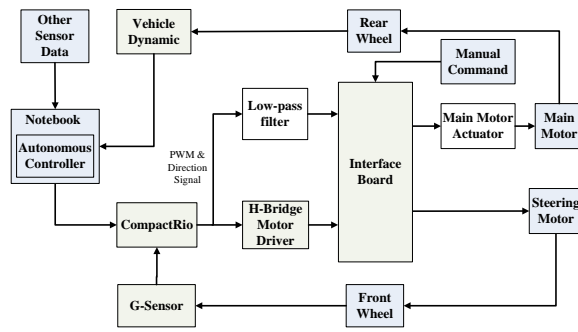 Other
Sensor
Data
Vehicle
Dynamic
Rear
Wheel
Manual
Command
Notebook
Autonomous
Controller
Low-pass
filter
Main Motor
Actuator
Main
Motor
PWM &
Direction
Signal
Interface
Board
CompactRio
H-Bridge
Motor
Driver
Steering
Motor
G-Sensor
Front
Wheel